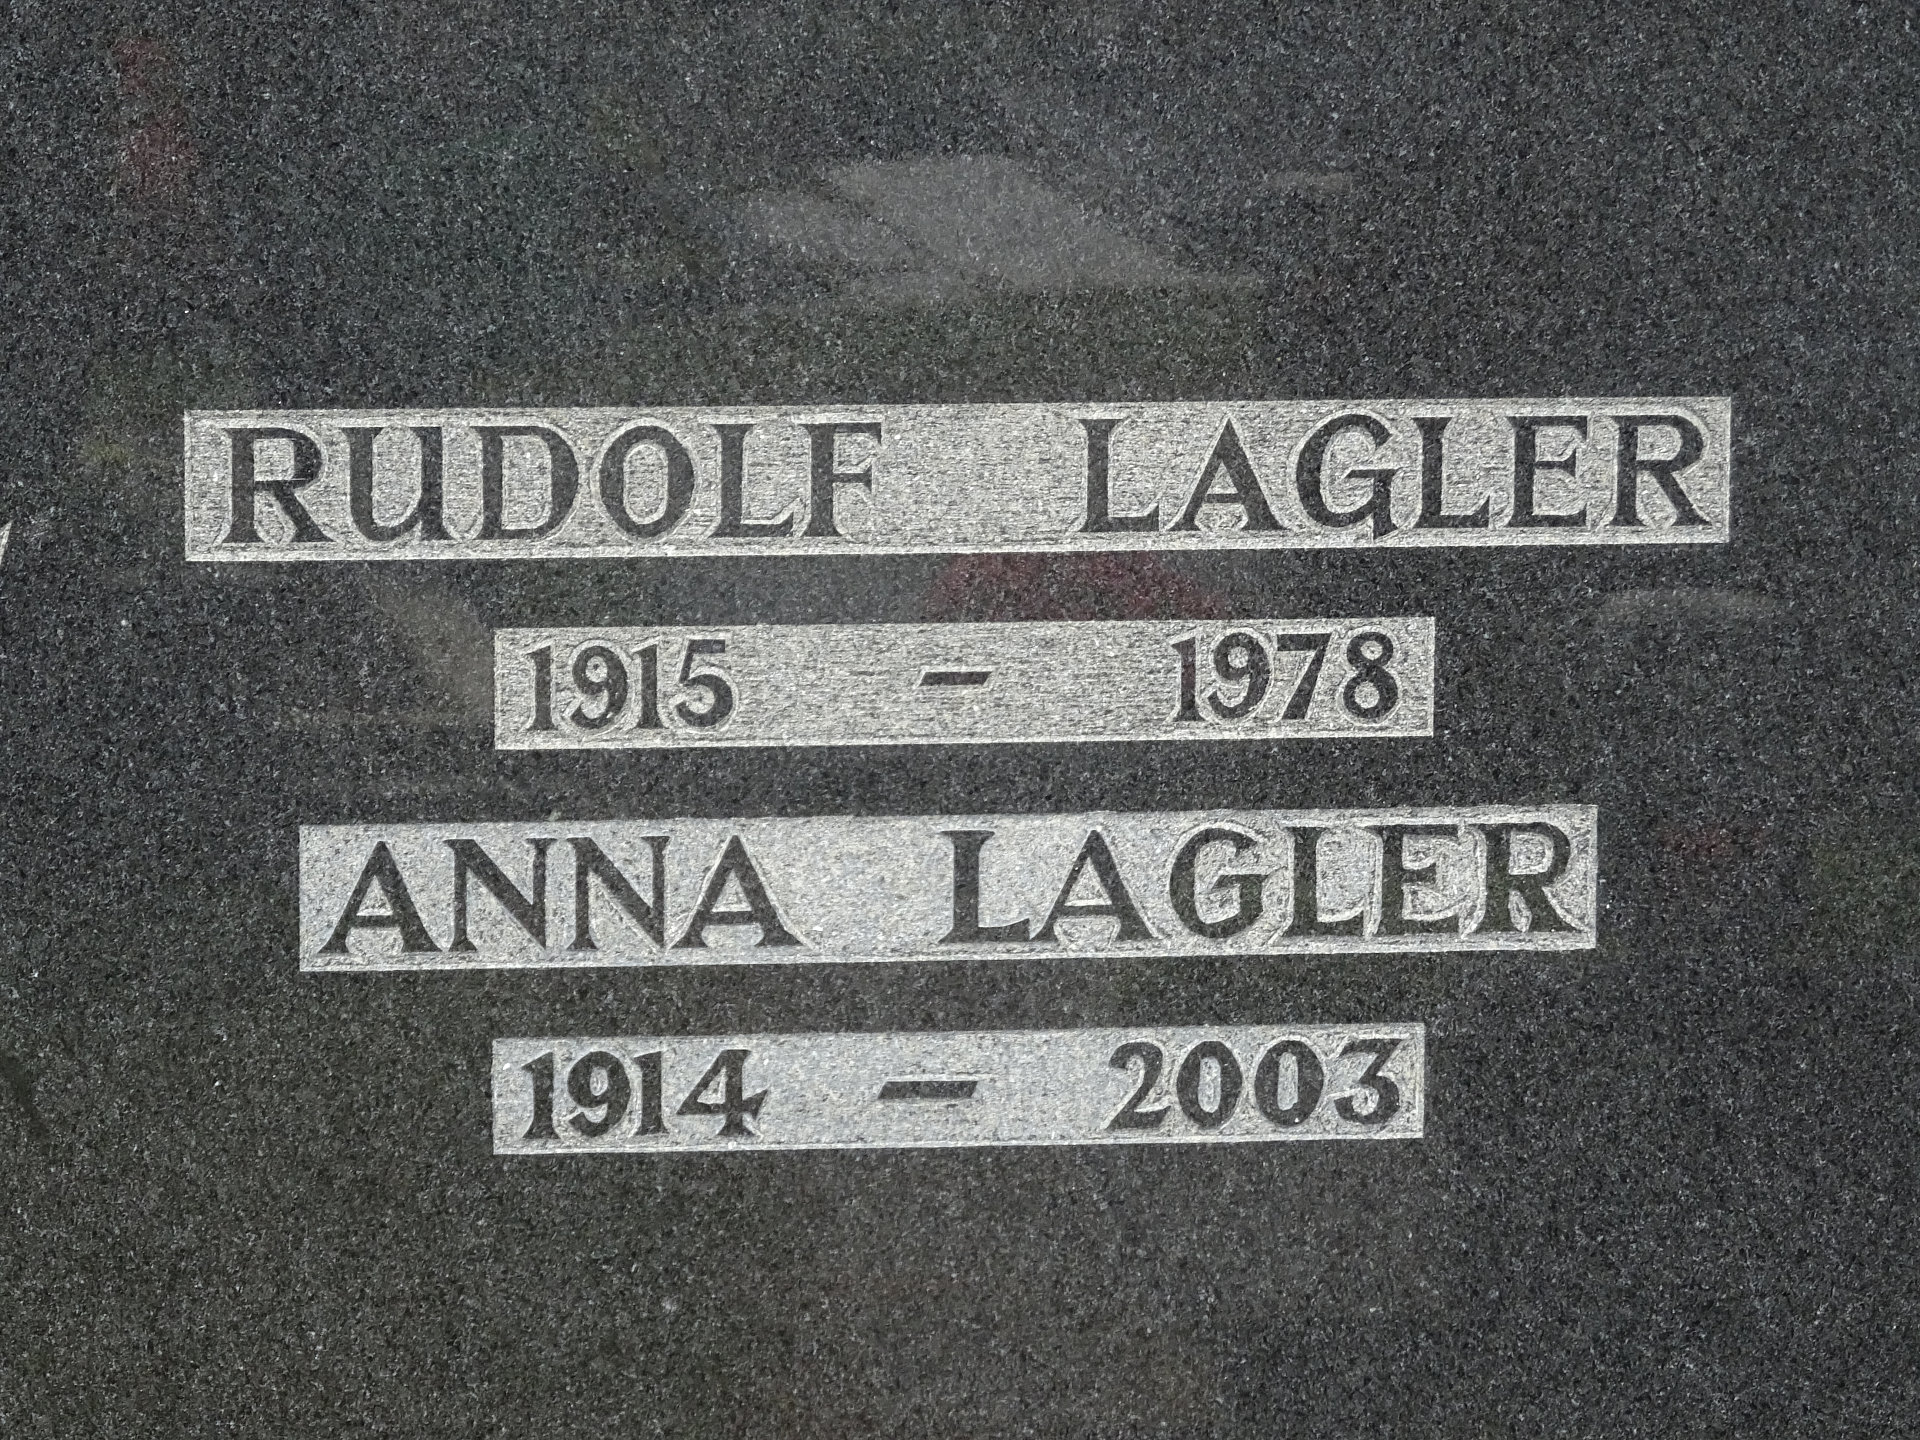 RUDOLF LAGLER
1915 – 1978
ANNA LAGLER
1914 – 2003